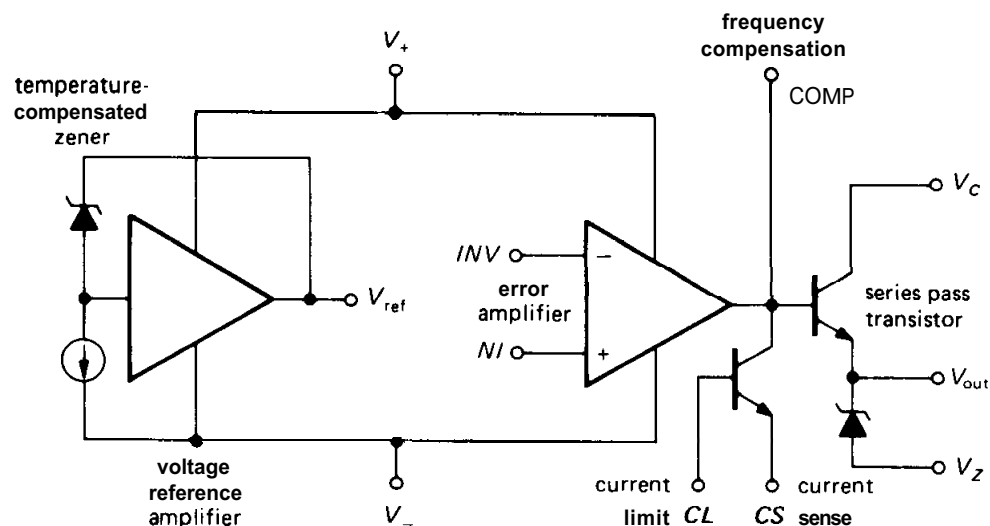 frequency
compensation
COMP
V+
temperature-
compensated
zener
VC
INV
−
error
amplifier
NI
+
Vref
series pass
transistor
Vout
VZ
voltage
reference
amplifier
V−
current
limit CL
CS sense
current